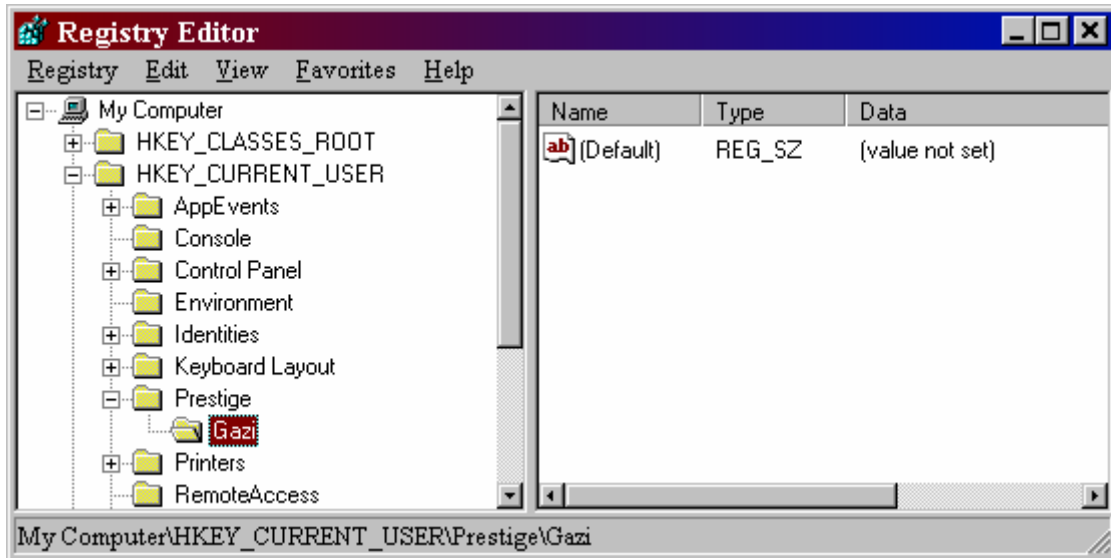 Registry Editor
Registry Edit View Favorites Help
My Computer
HKEY_CLASSES_ROOT
HKEY_CURRENT_USER
AppEvents
Console
Control Panel
Environment
Identities
Keyboard Layout
Prestige
Gazi
Printers
RemoteAccess
Name Type Data
ab (Default) REG_SZ (value not set)
My Computer\HKEY_CURRENT_USER\Prestige\Gazi